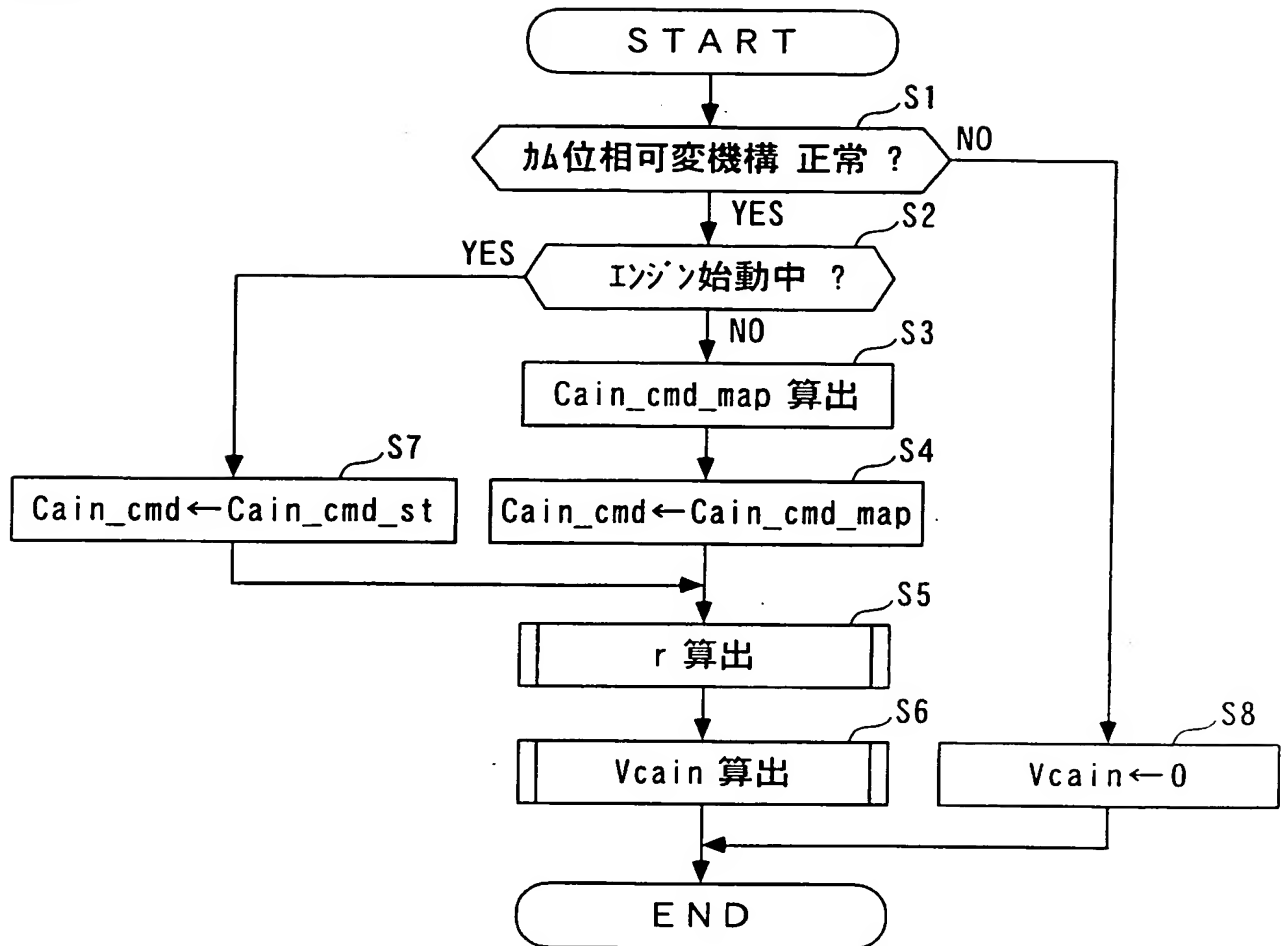 START
S1
ｶﾑ位相可変機構 正常 ?
NO
YES
S2
YES
ｴﾝｼﾞﾝ始動中 ?
NO
S3
Cain_cmd_map 算出
S7
S4
Cain_cmd←Cain_cmd_st
Cain_cmd←Cain_cmd_map
S5
r 算出
S6
S8
Vcain 算出
Vcain←0
END